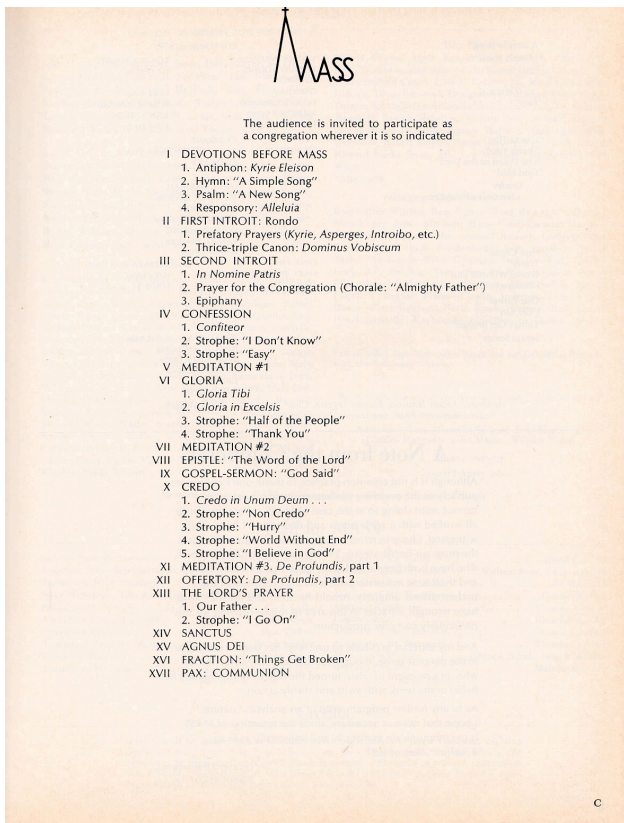 MASS
The audience is invited to participate as
a congregation wherever it is so indicated
I DEVOTIONS BEFORE MASS
1. Antiphon: Kyrie Eleison
2. Hymn: "A Simple Song"
3. Psalm: "A New Song"
4. Responsory: Alleluia
II FIRST INTROIT: Rondo
1. Prefatory Prayers (Kyrie, Asperges, Introibo, etc.)
2. Thrice-triple Canon: Dominus Vobiscum
III SECOND INTROIT
1. In Nomine Patris
2. Prayer for the Congregation (Chorale: "Almighty Father")
3. Epiphany
IV CONFESSION
1. Confiteor
2. Strophe: "I Don't Know"
3. Strophe: "Easy"
V MEDITATION #1
VI GLORIA
1. Gloria Tibi
2. Gloria in Excelsis
3. Strophe: "Half of the People"
4. Strophe: "Thank You"
VII MEDITATION #2
VIII EPISTLE: "The Word of the Lord"
IX GOSPEL-SERMON: "God Said"
X CREDO
1. Credo in Unum Deum . . .
2. Strophe: "Non Credo"
3. Strophe: "Hurry"
4. Strophe: "World Without End"
5. Strophe: "I Believe in God"
XI MEDITATION #3. De Profundis, part 1
XII OFFERTORY: De Profundis, part 2
XIII THE LORD'S PRAYER
1. Our Father . . .
2. Strophe: "I Go On"
XIV SANCTUS
XV AGNUS DEI
XVI FRACTION: "Things Get Broken"
XVII PAX: COMMUNION
C